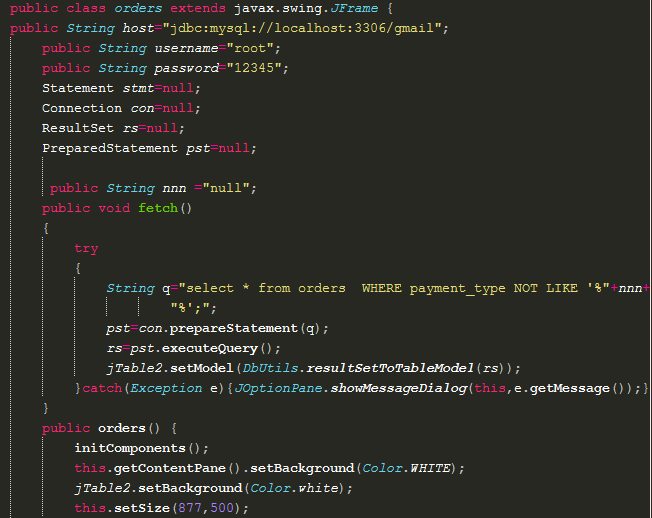 public class orders extends javax.swing.JFrame {
public String host="jdbc:mysql://localhost:3306/gmail";
public String username="root";
public String password="12345";
Statement stmt=null;
Connection con=null;
ResultSet rs=null;
PreparedStatement pst=null;
public String nnn ="null";
public void fetch()
{
try
{
String q="select * from orders  WHERE payment_type NOT LIKE '%"+nnn+
"%';";
pst=con.prepareStatement(q);
rs=pst.executeQuery();
jTable2.setModel(DbUtils.resultSetToTableModel(rs));
}catch(Exception e){JOptionPane.showMessageDialog(this,e.getMessage());}
}
public orders() {
initComponents();
this.getContentPane().setBackground(Color.WHITE);
jTable2.setBackground(Color.white);
this.setSize(877,500);